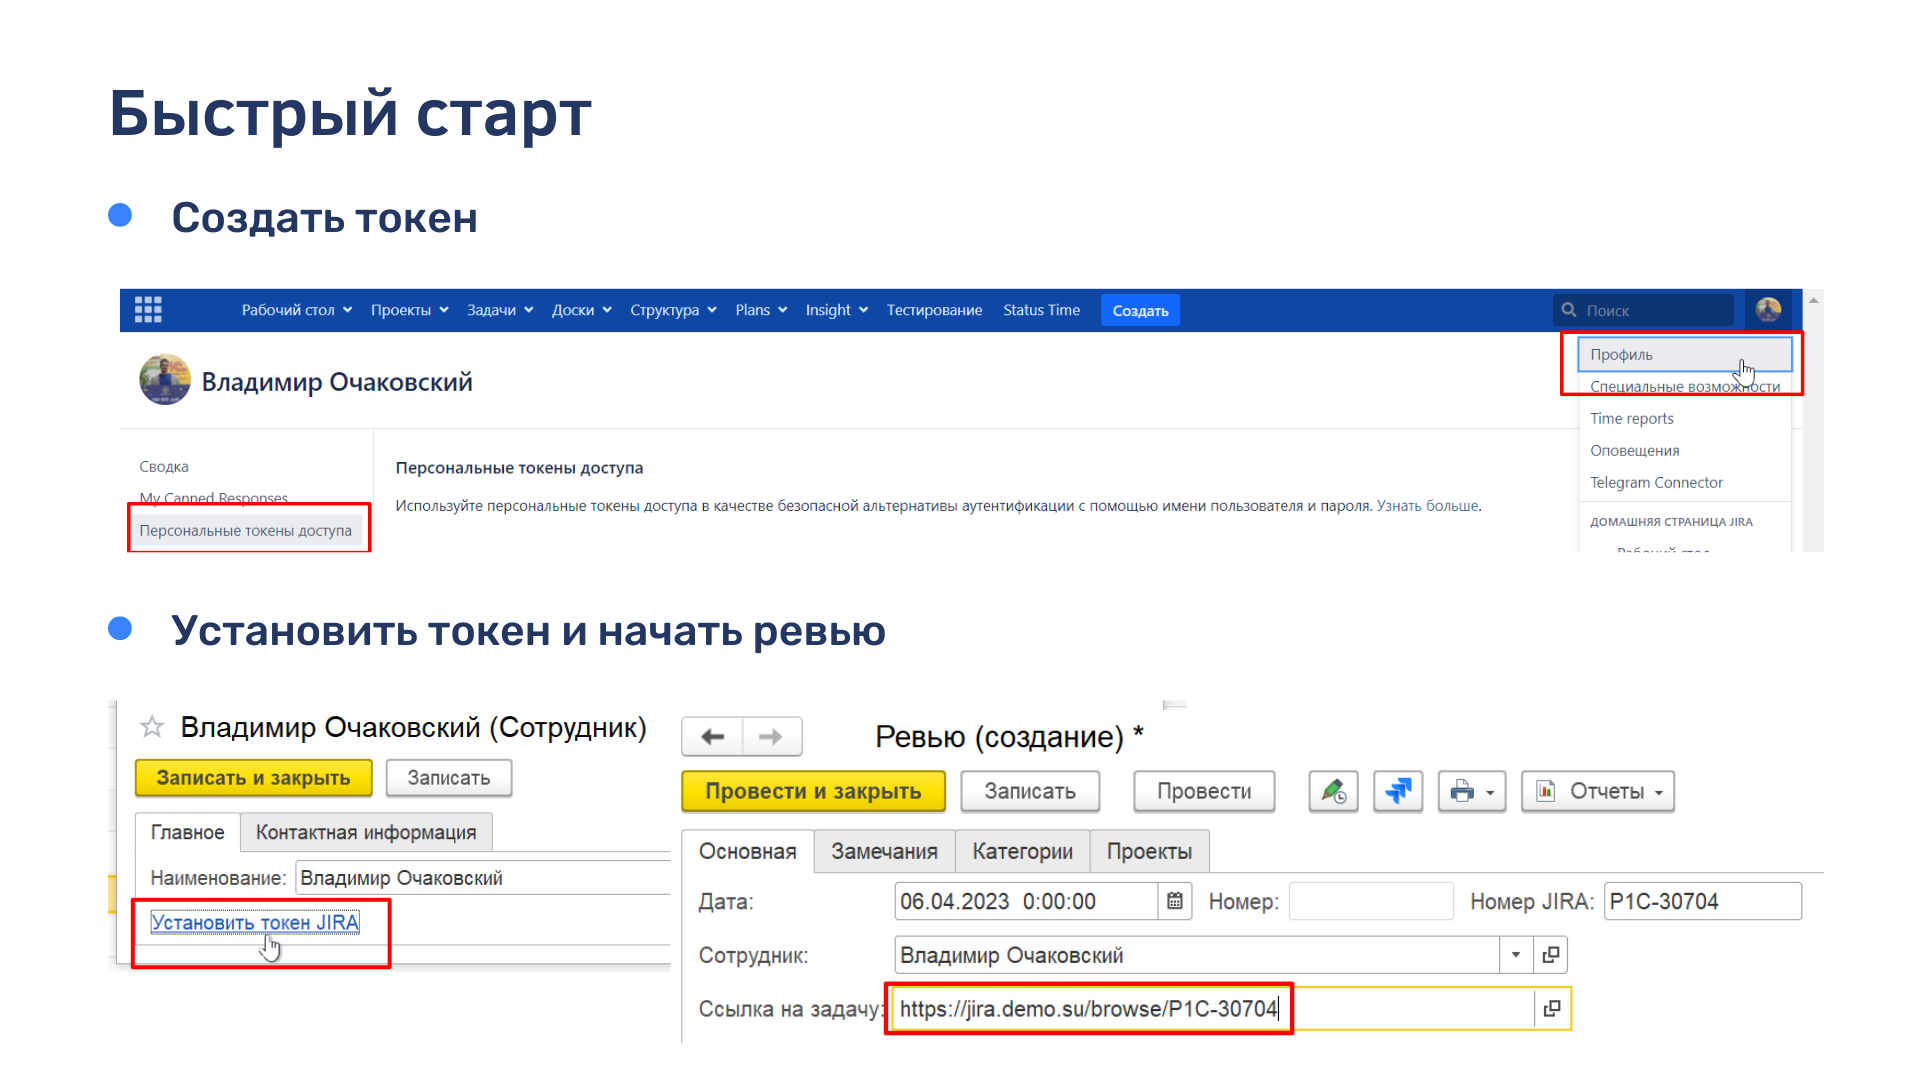 Быстрый старт
Создать токен
Рабочий стол Проекты Задачи Доски Структура Plans Insight Тестирование Status Time Создать Поиск
Профиль
Специальные возможности
Time reports
Оповещения
Telegram Connector
ДОМАШНЯЯ СТРАНИЦА JIRA
Рабочий стол
Владимир Очаковский
Сводка
My Canned Responses
Персональные токены доступа
Персональные токены доступа
Используйте персональные токены доступа в качестве безопасной альтернативы аутентификации с помощью имени пользователя и пароля. Узнать больше.
Установить токен и начать ревью
Владимир Очаковский (Сотрудник)
Записать и закрыть Записать
Главное Контактная информация
Наименование: Владимир Очаковский
Установить токен JIRA
Ревью (создание) *
Провести и закрыть Записать Провести Отчеты
Основная Замечания Категории Проекты
Дата: 06.04.2023 0:00:00 Номер: Номер JIRA: P1C-30704
Сотрудник: Владимир Очаковский
Ссылка на задачу: https://jira.demo.su/browse/P1C-30704